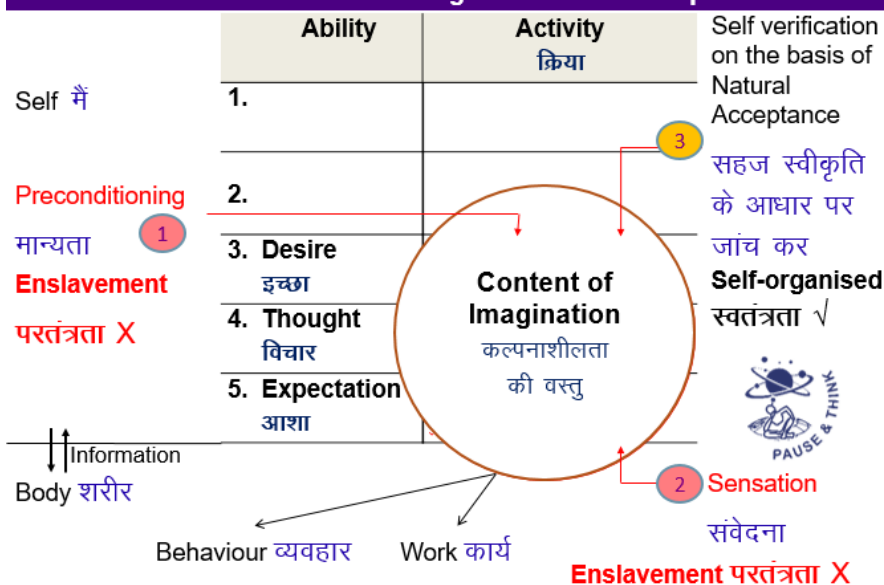 Ability
Activity
क्रिया
Self verification
on the basis of
Natural
Acceptance
सहज स्वीकृति
के आधार पर
जांच कर
Self-organised
स्वतंत्रता √
Self मैं
1.
3
Preconditioning
मान्यता
1
Enslavement
परतंत्रता X
2.
3. Desire
इच्छा
4. Thought
विचार
5. Expectation
आशा
Content of
Imagination
कल्पनाशीलता
की वस्तु
PAUSE & THINK
Information
Body शरीर
2
Sensation
संवेदना
Behaviour व्यवहार
Work कार्य
Enslavement परतंत्रता X